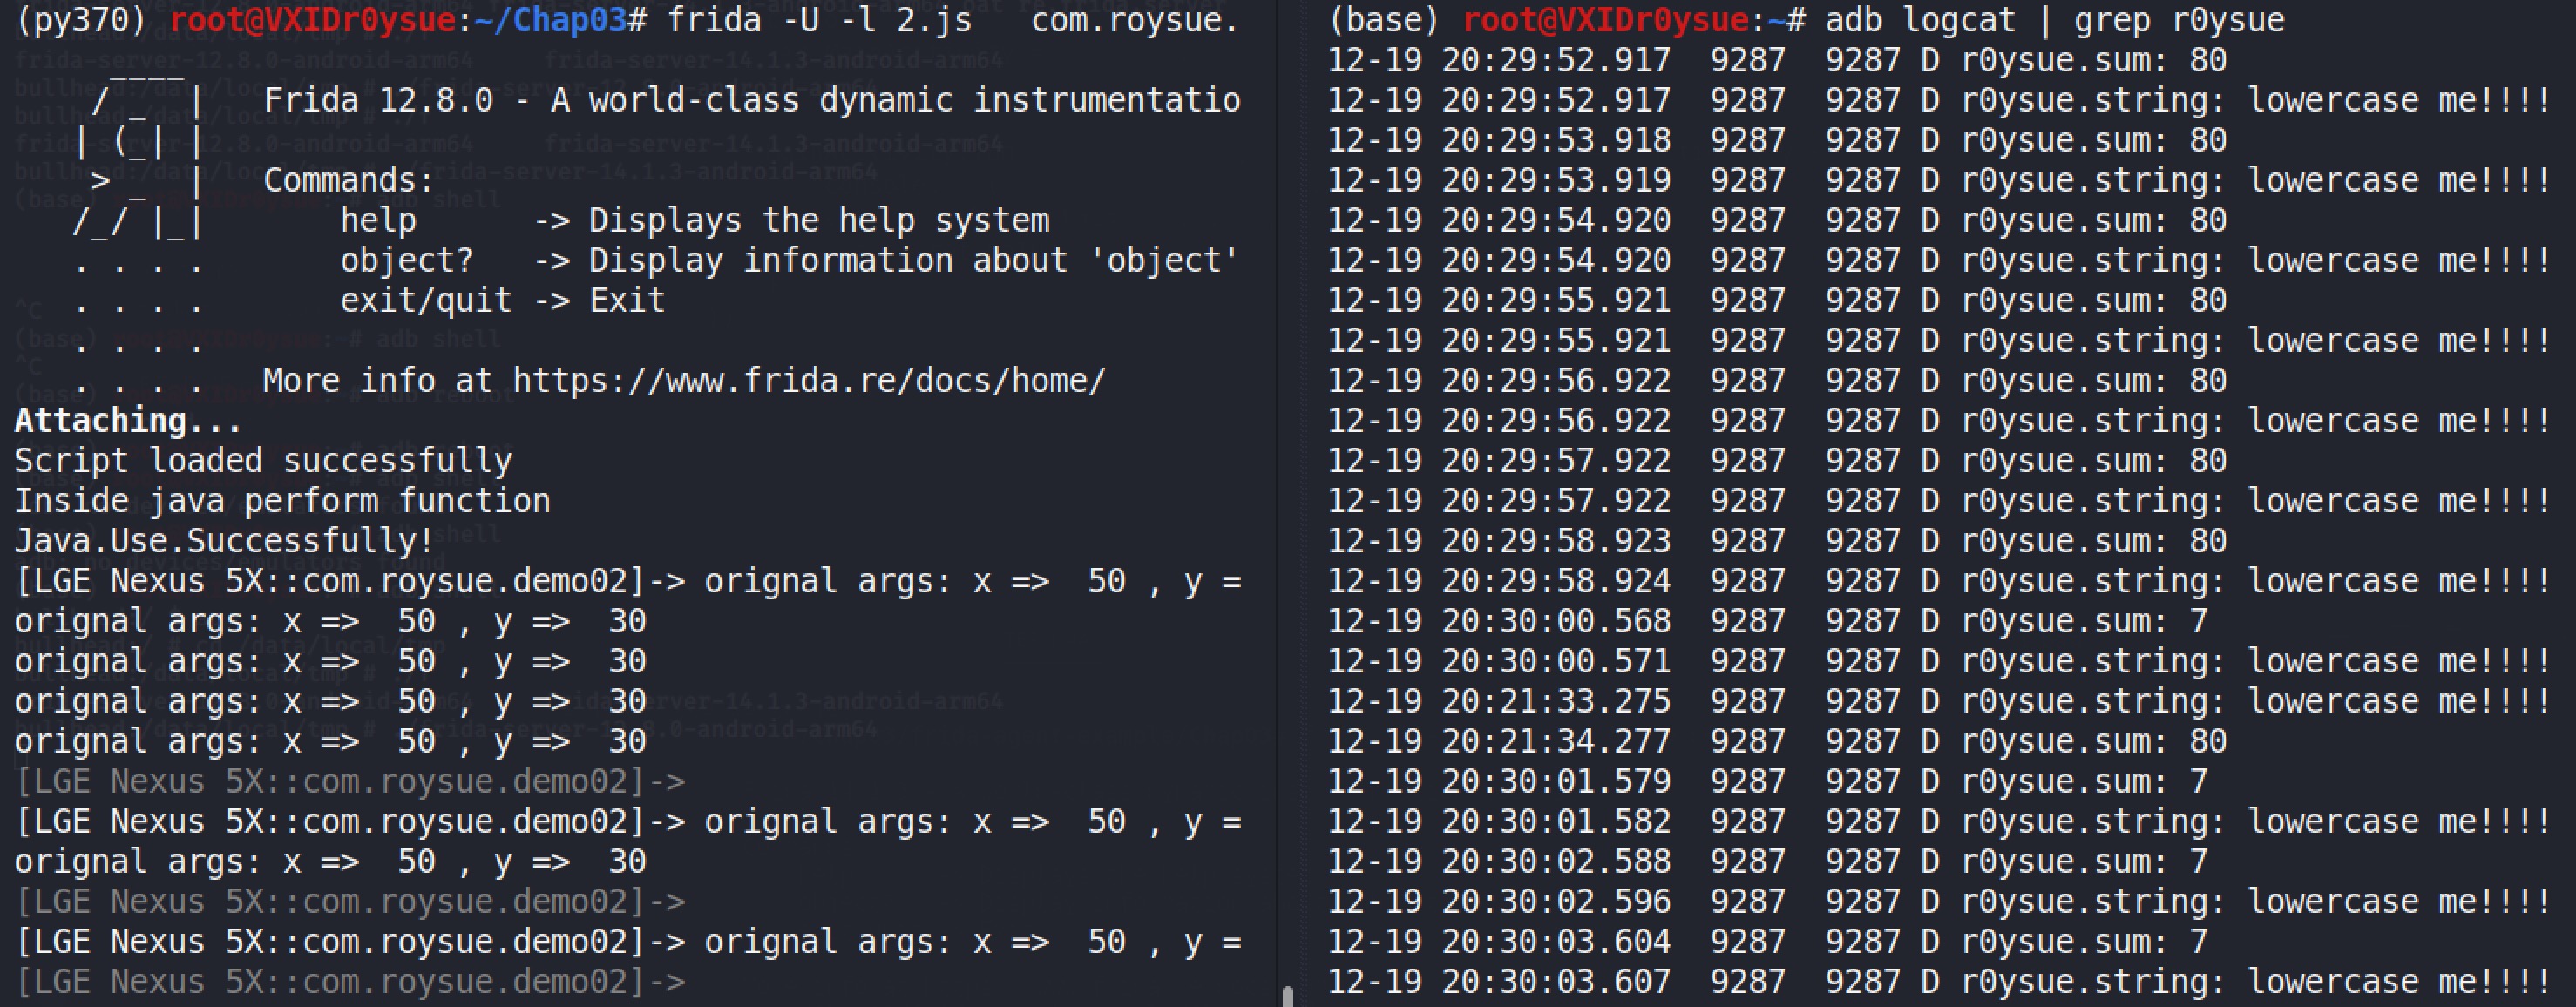 (py370) root@VXIDr0ysue:~/Chap03# frida -U -l 2.js   com.roysue.
     ____
    / _  |   Frida 12.8.0 - A world-class dynamic instrumentatio
   | (_| |
    > _  |   Commands:
   /_/ |_|       help      -> Displays the help system
   . . . .       object?   -> Display information about 'object'
   . . . .       exit/quit -> Exit
   . . . .
   . . . .   More info at https://www.frida.re/docs/home/
Attaching...
Script loaded successfully
Inside java perform function
Java.Use.Successfully!
[LGE Nexus 5X::com.roysue.demo02]-> orignal args: x =>  50 , y =
orignal args: x =>  50 , y =>  30
orignal args: x =>  50 , y =>  30
orignal args: x =>  50 , y =>  30
orignal args: x =>  50 , y =>  30
[LGE Nexus 5X::com.roysue.demo02]->
[LGE Nexus 5X::com.roysue.demo02]-> orignal args: x =>  50 , y =
orignal args: x =>  50 , y =>  30
[LGE Nexus 5X::com.roysue.demo02]->
[LGE Nexus 5X::com.roysue.demo02]-> orignal args: x =>  50 , y =
[LGE Nexus 5X::com.roysue.demo02]->
(base) root@VXIDr0ysue:~# adb logcat | grep r0ysue
12-19 20:29:52.917  9287  9287 D r0ysue.sum: 80
12-19 20:29:52.917  9287  9287 D r0ysue.string: lowercase me!!!!
12-19 20:29:53.918  9287  9287 D r0ysue.sum: 80
12-19 20:29:53.919  9287  9287 D r0ysue.string: lowercase me!!!!
12-19 20:29:54.920  9287  9287 D r0ysue.sum: 80
12-19 20:29:54.920  9287  9287 D r0ysue.string: lowercase me!!!!
12-19 20:29:55.921  9287  9287 D r0ysue.sum: 80
12-19 20:29:55.921  9287  9287 D r0ysue.string: lowercase me!!!!
12-19 20:29:56.922  9287  9287 D r0ysue.sum: 80
12-19 20:29:56.922  9287  9287 D r0ysue.string: lowercase me!!!!
12-19 20:29:57.922  9287  9287 D r0ysue.sum: 80
12-19 20:29:57.922  9287  9287 D r0ysue.string: lowercase me!!!!
12-19 20:29:58.923  9287  9287 D r0ysue.sum: 80
12-19 20:29:58.924  9287  9287 D r0ysue.string: lowercase me!!!!
12-19 20:30:00.568  9287  9287 D r0ysue.sum: 7
12-19 20:30:00.571  9287  9287 D r0ysue.string: lowercase me!!!!
12-19 20:21:33.275  9287  9287 D r0ysue.string: lowercase me!!!!
12-19 20:21:34.277  9287  9287 D r0ysue.sum: 80
12-19 20:30:01.579  9287  9287 D r0ysue.sum: 7
12-19 20:30:01.582  9287  9287 D r0ysue.string: lowercase me!!!!
12-19 20:30:02.588  9287  9287 D r0ysue.sum: 7
12-19 20:30:02.596  9287  9287 D r0ysue.string: lowercase me!!!!
12-19 20:30:03.604  9287  9287 D r0ysue.sum: 7
12-19 20:30:03.607  9287  9287 D r0ysue.string: lowercase me!!!!